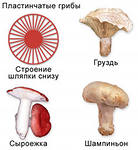 Пластинчатые грибы
Строение
шляпки снизу
Груздь
Сыроежка
Шампиньон